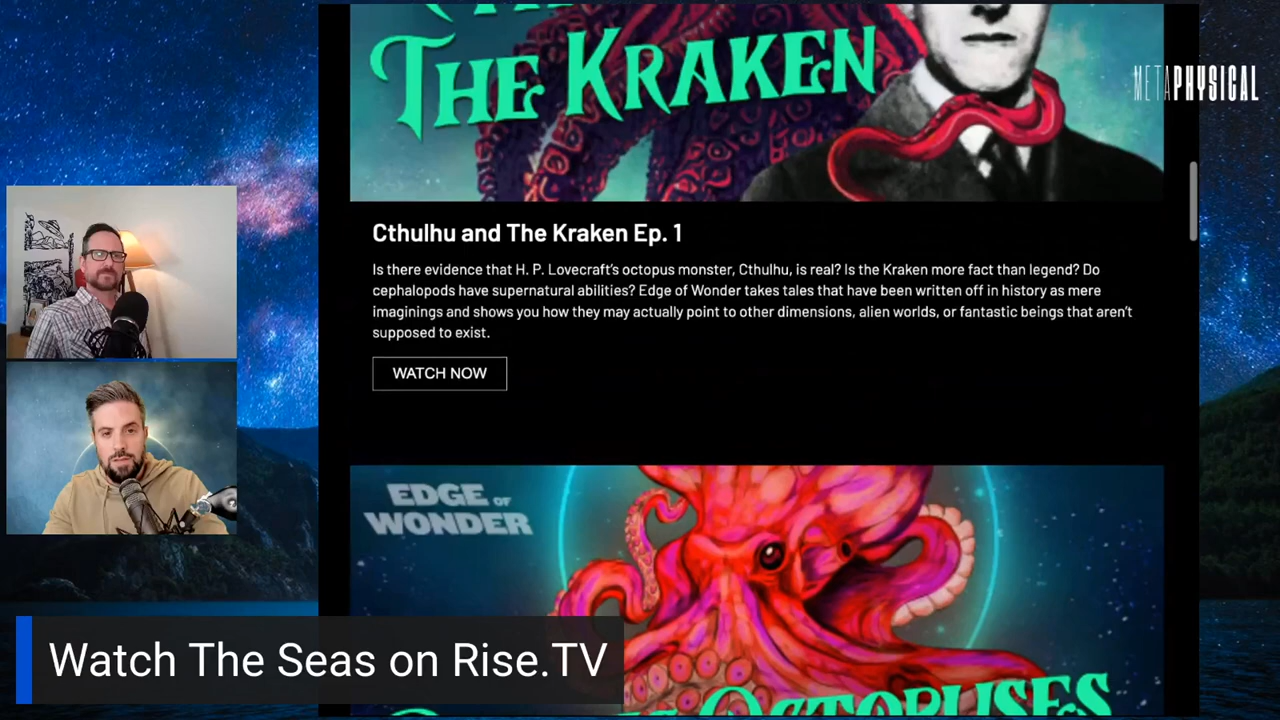 THE KRAKEN
METAPHYSICAL
Cthulhu and The Kraken Ep. 1
Is there evidence that H. P. Lovecraft's octopus monster, Cthulhu, is real? Is the Kraken more fact than legend? Do
cephalopods have supernatural abilities? Edge of Wonder takes tales that have been written off in history as mere
imaginings and shows you how they may actually point to other dimensions, alien worlds, or fantastic beings that aren't
supposed to exist.
WATCH NOW
EDGE OF
WONDER
OCTOPUSES
Watch The Seas on Rise.TV